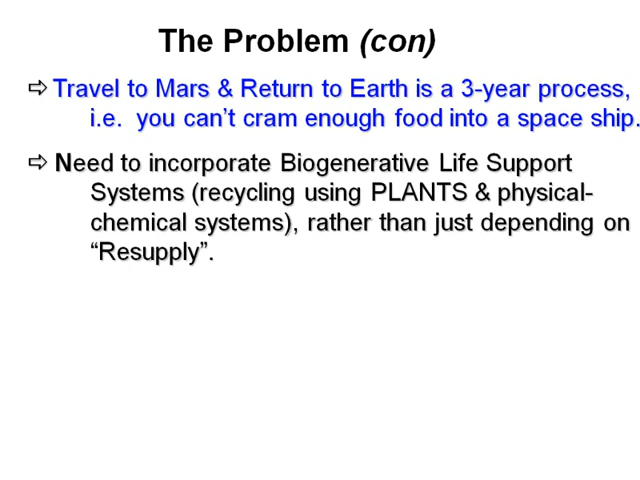 The Problem (con)
⇨ Travel to Mars & Return to Earth is a 3-year process,
i.e.  you can’t cram enough food into a space ship.
⇨ Need to incorporate Biogenerative Life Support
Systems (recycling using PLANTS & physical-
chemical systems), rather than just depending on
“Resupply”.